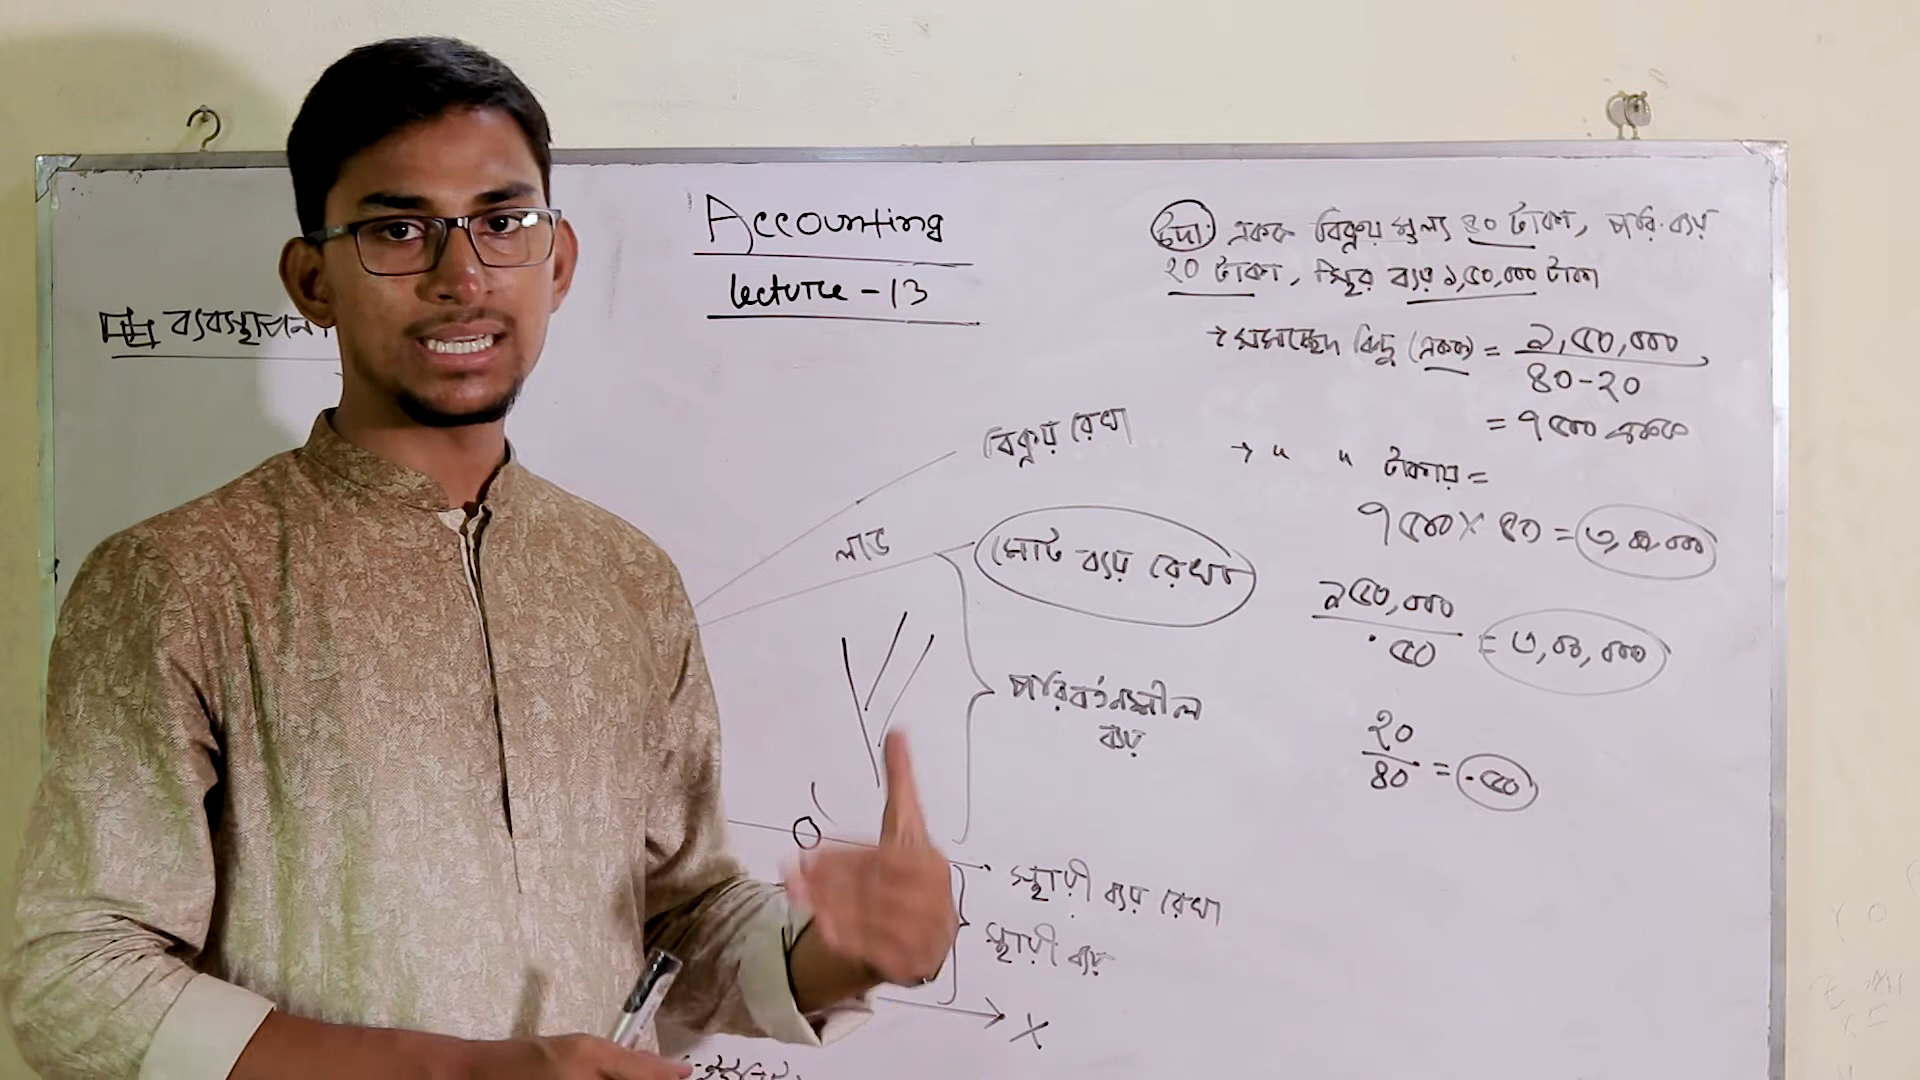 Accounting
Lecture - 13
ব্যবস্থাপনা
উদা: একক বিক্রয় মূল্য ৪০ টাকা, পরি. ব্যয়
২০ টাকা, স্থির ব্যয় ১,৫০,০০০ টাকা
→ সমচ্ছেদ বিন্দু (একক) = ১,৫০,০০০
৪০-২০
= ৭৫০০ একক
→ " " টাকায় =
৭৫০০ X ৪০ = ৩,০০,০০০
১৫০,০০০
.৫০
= ৩,০০,০০০
২০
৪০
= .৫০
বিক্রয় রেখা
লাভ
মোট ব্যয় রেখা
পরিবর্তনশীল
ব্যয়
স্থায়ী ব্যয় রেখা
স্থায়ী ব্যয়
X